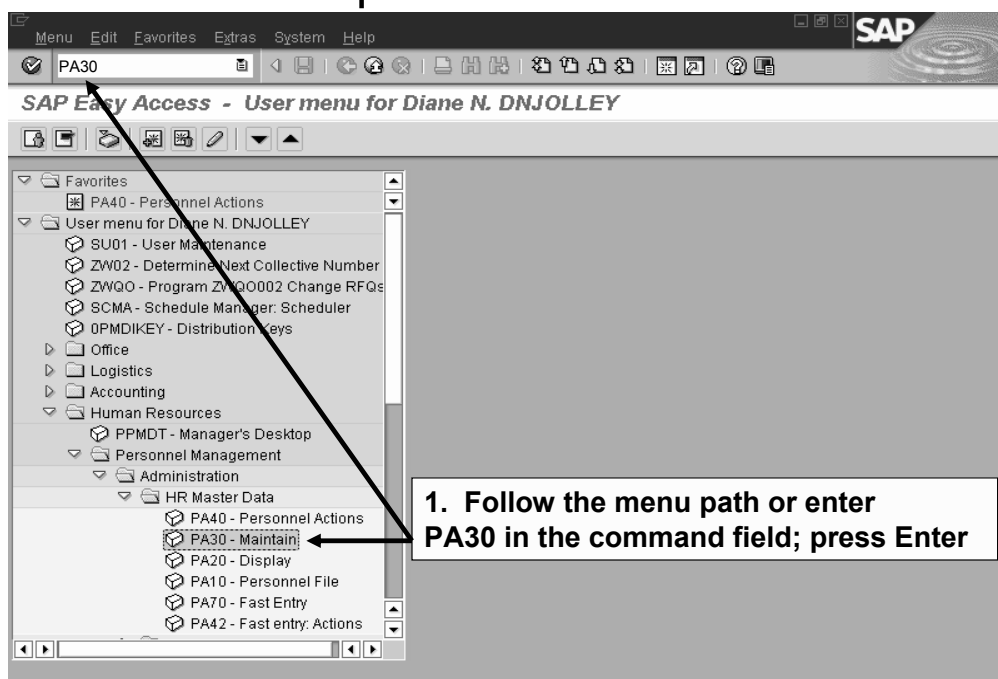 Menu Edit Favorites Extras System Help
SAP
PA30
SAP Easy Access - User menu for Diane N. DNJOLLEY
Favorites
PA40 - Personnel Actions
User menu for Diane N. DNJOLLEY
SU01 - User Maintenance
ZW02 - Determine Next Collective Number
ZWQO - Program ZWQO002 Change RFQs
SCMA - Schedule Manager: Scheduler
0PMDIKEY - Distribution Keys
Office
Logistics
Accounting
Human Resources
PPMDT - Manager's Desktop
Personnel Management
Administration
HR Master Data
PA40 - Personnel Actions
PA30 - Maintain
PA20 - Display
PA10 - Personnel File
PA70 - Fast Entry
PA42 - Fast entry: Actions
1. Follow the menu path or enter
PA30 in the command field; press Enter